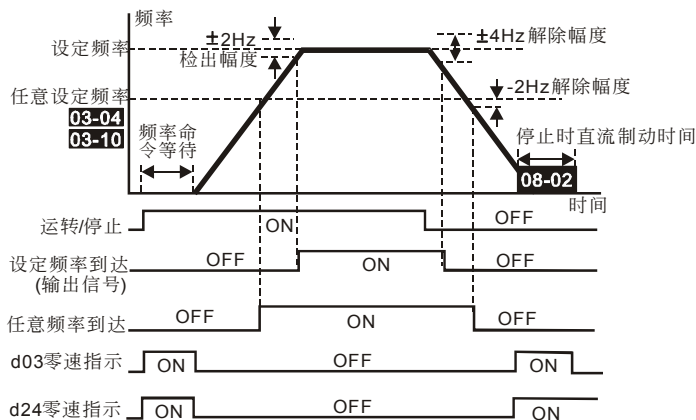 频率
设定频率
±2Hz
检出幅度
±4Hz解除幅度
任意设定频率
03-04
03-10
-2Hz解除幅度
频率命
令等待
停止时直流制动时间
08-02
时间
运转/停止
ON
OFF
设定频率到达
(输出信号)
OFF
ON
OFF
任意频率到达
OFF
ON
OFF
d03零速指示
ON
OFF
ON
d24零速指示
ON
OFF
ON